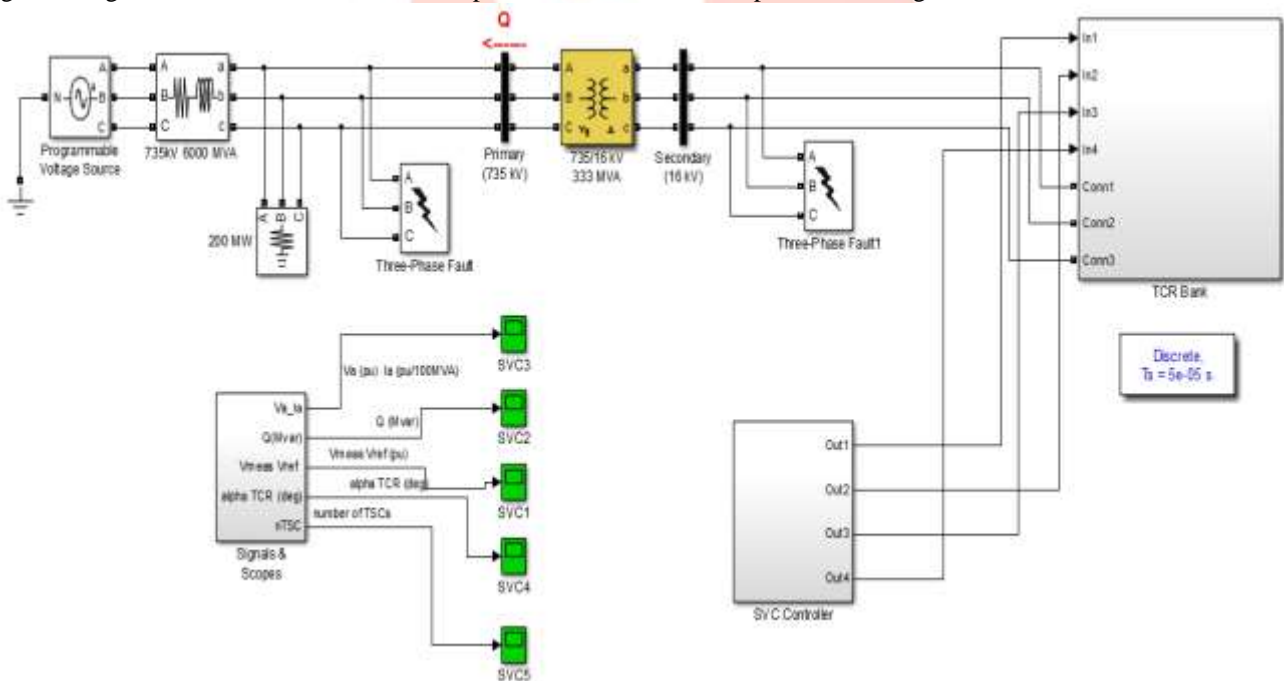 Q
N
A
B
C
A
B
C
a
b
c
A
B
C
a
b
c
Programmable
Voltage Source
735kV 6000 MVA
Primary
(735 kV)
735/16 kV
333 MVA
Secondary
(16 kV)
In1
In2
In3
In4
Conn1
Conn2
Conn3
TCR Bank
A
B
C
200 MW
A
B
C
Three-Phase Fault
A
B
C
Three-Phase Fault1
Discrete,
Ts = 5e-05 s
Va (pu) Ia (pu/100MVA)
SVC3
Va_Ia
Q (Mvar)
SVC2
Q(Mvar)
Vmeas Vref (pu)
Vmeas Vref
alpha TCR (deg)
SVC1
alpha TCR (deg)
number of TSCs
nTSC
Signals &
Scopes
SVC4
SVC5
Out1
Out2
Out3
Out4
SVC Controller